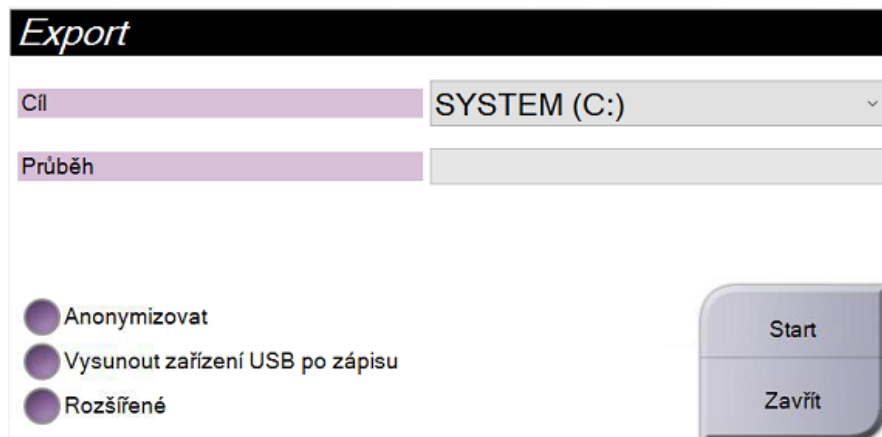 Export
Cíl
SYSTEM (C:)
Průběh
Anonymizovat
Vysunout zařízení USB po zápisu
Rozšířené
Start
Zavřít